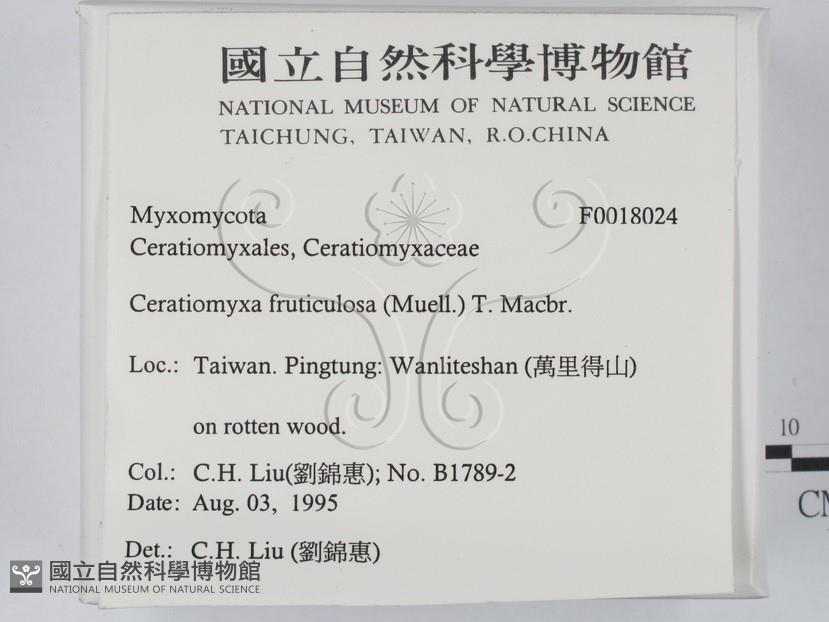 國立自然科學博物館
NATIONAL MUSEUM OF NATURAL SCIENCE
TAICHUNG, TAIWAN, R.O.CHINA
Myxomycota F0018024
Ceratiomyxales, Ceratiomyxaceae
Ceratiomyxa fruticulosa (Muell.) T. Macbr.
Loc.: Taiwan. Pingtung: Wanliteshan (萬里得山)
on rotten wood.
Col.: C.H. Liu(劉錦惠); No. B1789-2
Date: Aug. 03, 1995
Det.: C.H. Liu (劉錦惠)
國立自然科學博物館
NATIONAL MUSEUM OF NATURAL SCIENCE
10